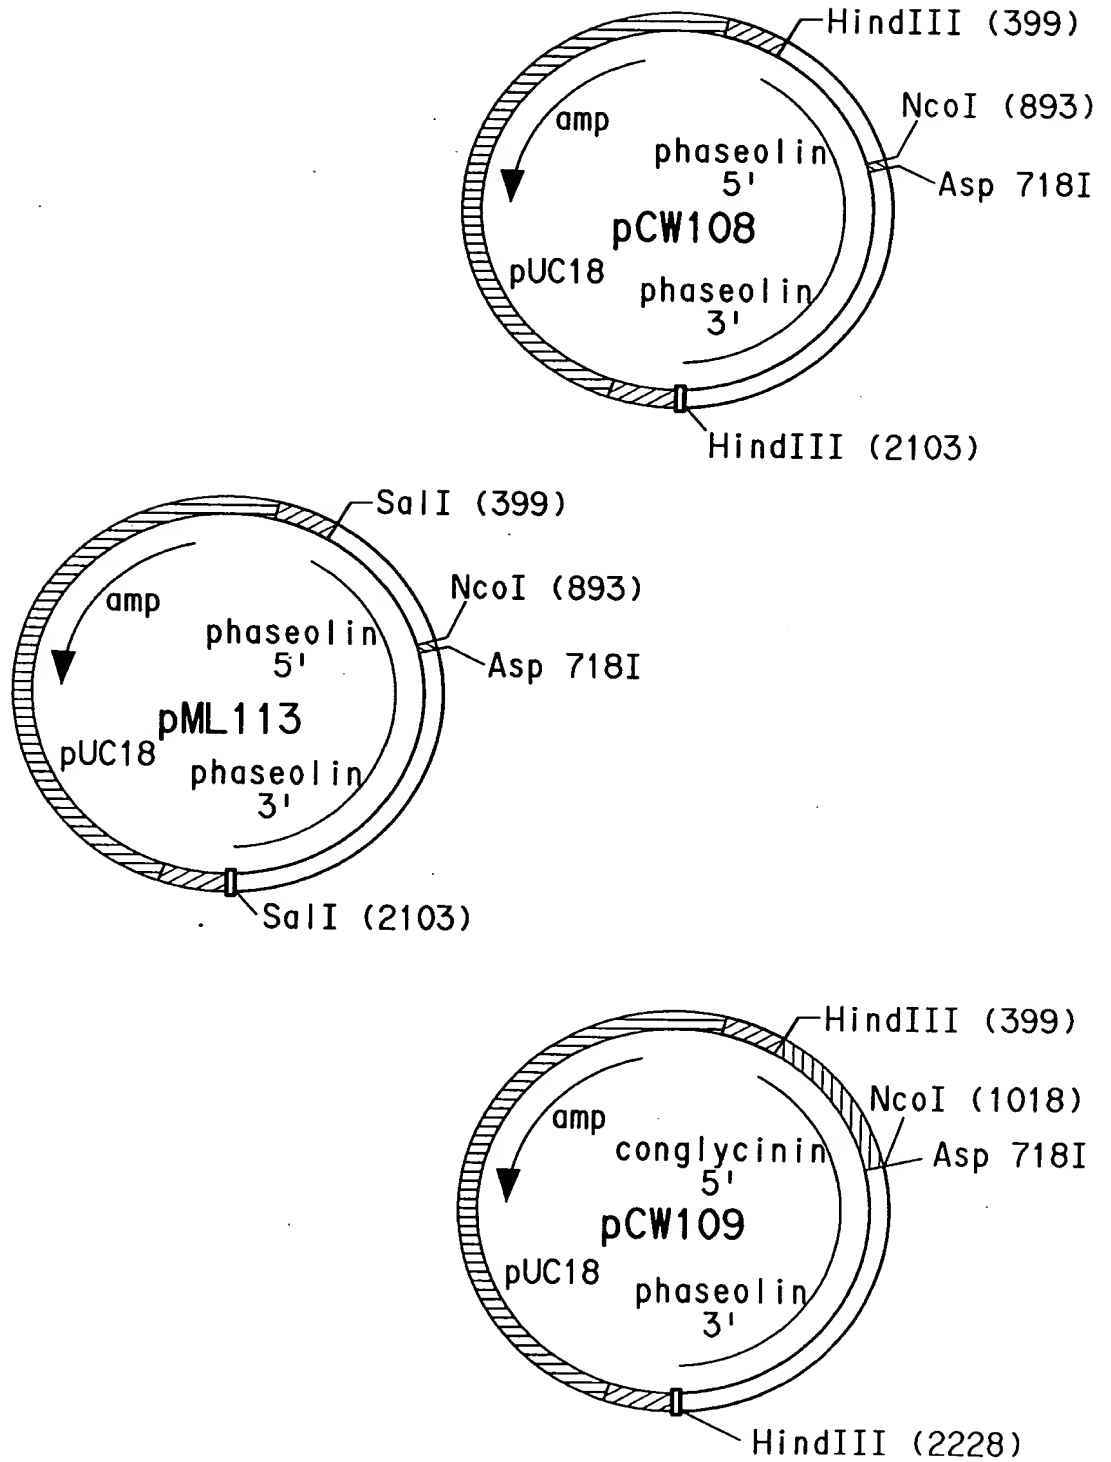 HindIII (399)
NcoI (893)
amp
phaseolin
5'
Asp 718I
pCW108
pUC18
phaseolin
3'
HindIII (2103)
SalI (399)
NcoI (893)
amp
phaseolin
5'
Asp 718I
pML113
pUC18
phaseolin
3'
SalI (2103)
HindIII (399)
NcoI (1018)
amp
conglycinin
5'
Asp 718I
pCW109
pUC18
phaseolin
3'
HindIII (2228)